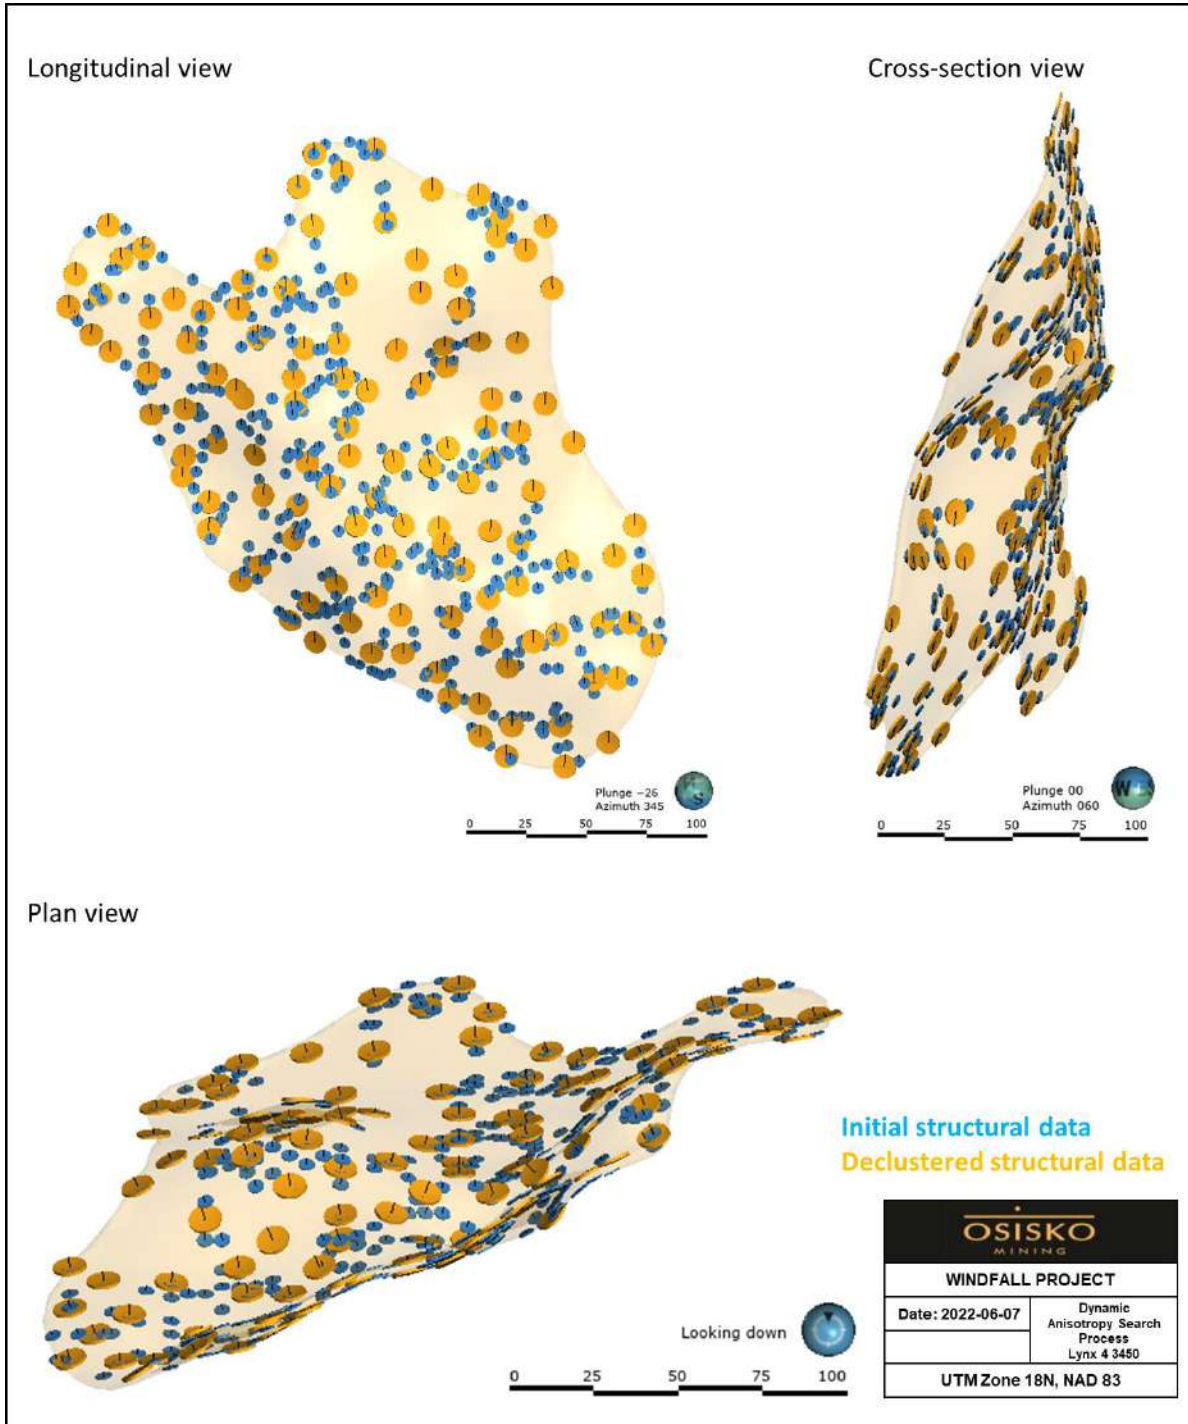 Longitudinal view
Cross-section view
Plunge −26
Azimuth 345
0 25 50 75 100
Plunge 00
Azimuth 060
0 25 50 75 100
Plan view
Initial structural data
Declustered structural data
OSISKO
MINING
WINDFALL PROJECT
Date: 2022-06-07
Dynamic
Anisotropy Search
Process
Lynx 4 3450
UTM Zone 18N, NAD 83
Looking down
0 25 50 75 100
S
W